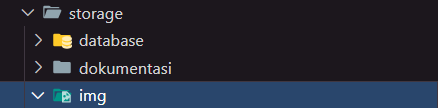 storage
database
dokumentasi
img